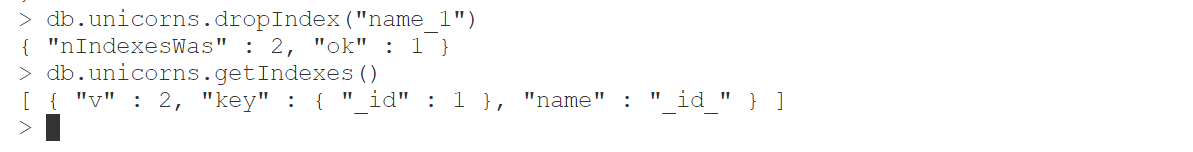 > db.unicorns.dropIndex("name_1")
{ "nIndexesWas" : 2, "ok" : 1 }
> db.unicorns.getIndexes()
[ { "v" : 2, "key" : { "_id" : 1 }, "name" : "_id_" } ]
>